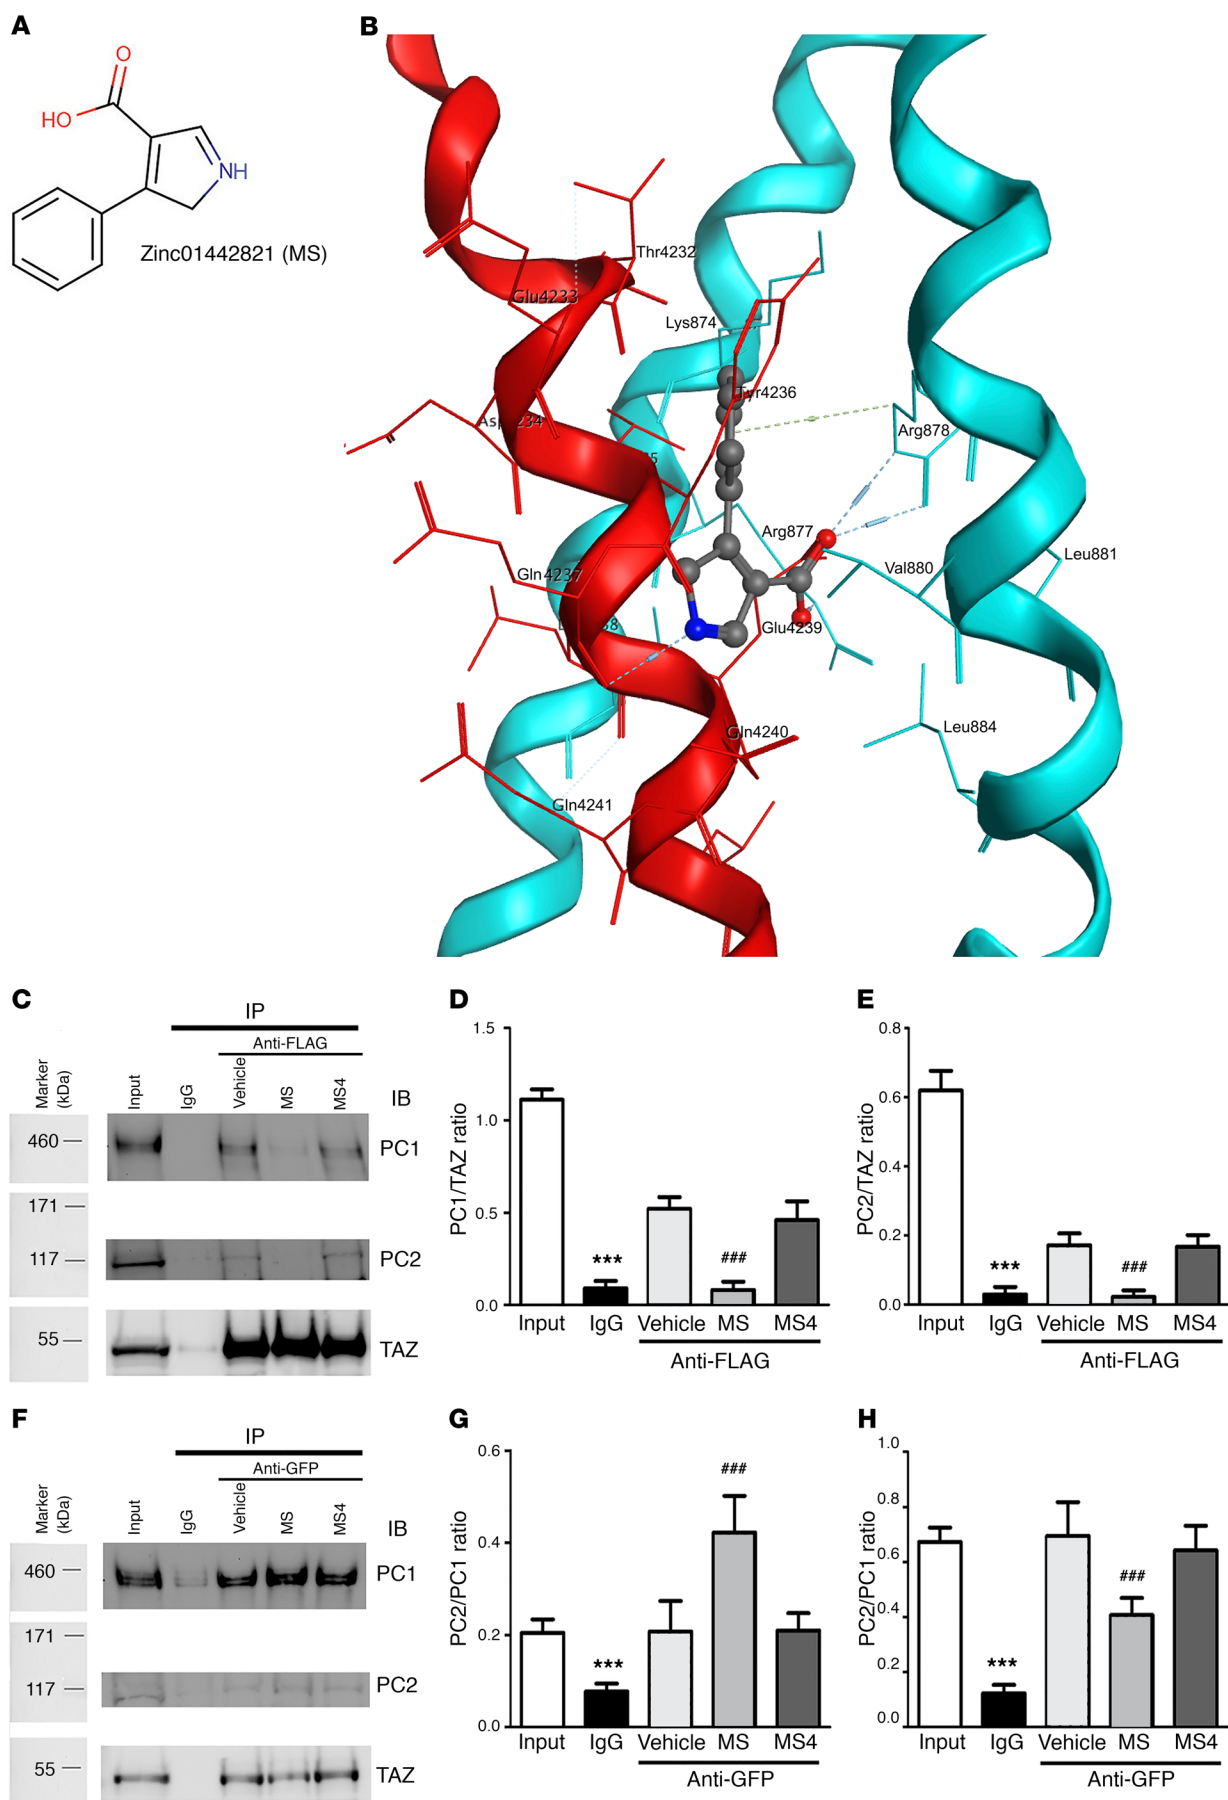 A
O
HO
NH
Zinc01442821 (MS)
B
Thr4232
Glu4233
Lys874
Tyr4236
Arg878
Arg877
Gln4237
Val880
Leu881
Glu4239
Gln4240
Leu884
Gln4241
C
IP
Anti-FLAG
Marker
(kDa)
Input
IgG
Vehicle
MS
MS4
IB
460
PC1
171
117
PC2
55
TAZ
D
PC1/TAZ ratio
1.5
1.0
0.5
0.0
***
###
Input
IgG
Vehicle
MS
MS4
Anti-FLAG
E
PC2/TAZ ratio
0.8
0.6
0.4
0.2
0.0
***
###
Input
IgG
Vehicle
MS
MS4
Anti-FLAG
F
IP
Anti-GFP
Marker
(kDa)
Input
IgG
Vehicle
MS
MS4
IB
460
PC1
171
117
PC2
55
TAZ
G
PC2/PC1 ratio
0.6
0.4
0.2
0.0
***
###
Input
IgG
Vehicle
MS
MS4
Anti-GFP
H
PC2/PC1 ratio
1.0
0.8
0.6
0.4
0.2
0.0
***
###
Input
IgG
Vehicle
MS
MS4
Anti-GFP